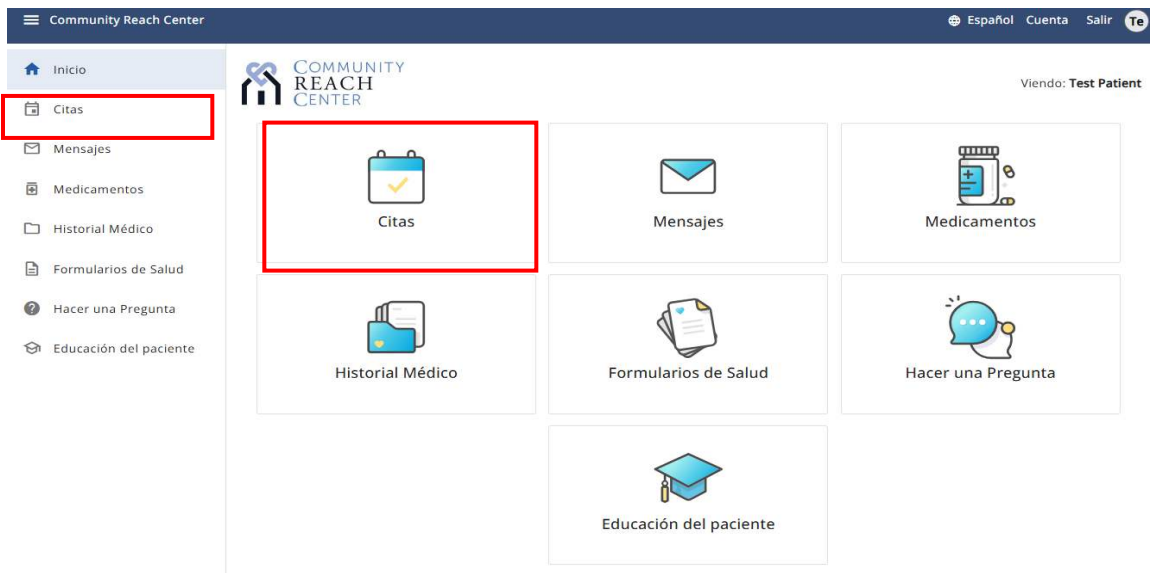 Community Reach Center
Español Cuenta Salir Te
Inicio
Citas
Mensajes
Medicamentos
Historial Médico
Formularios de Salud
Hacer una Pregunta
Educación del paciente
COMMUNITY
REACH
CENTER
Viendo: Test Patient
Citas
Mensajes
Medicamentos
Historial Médico
Formularios de Salud
Hacer una Pregunta
Educación del paciente